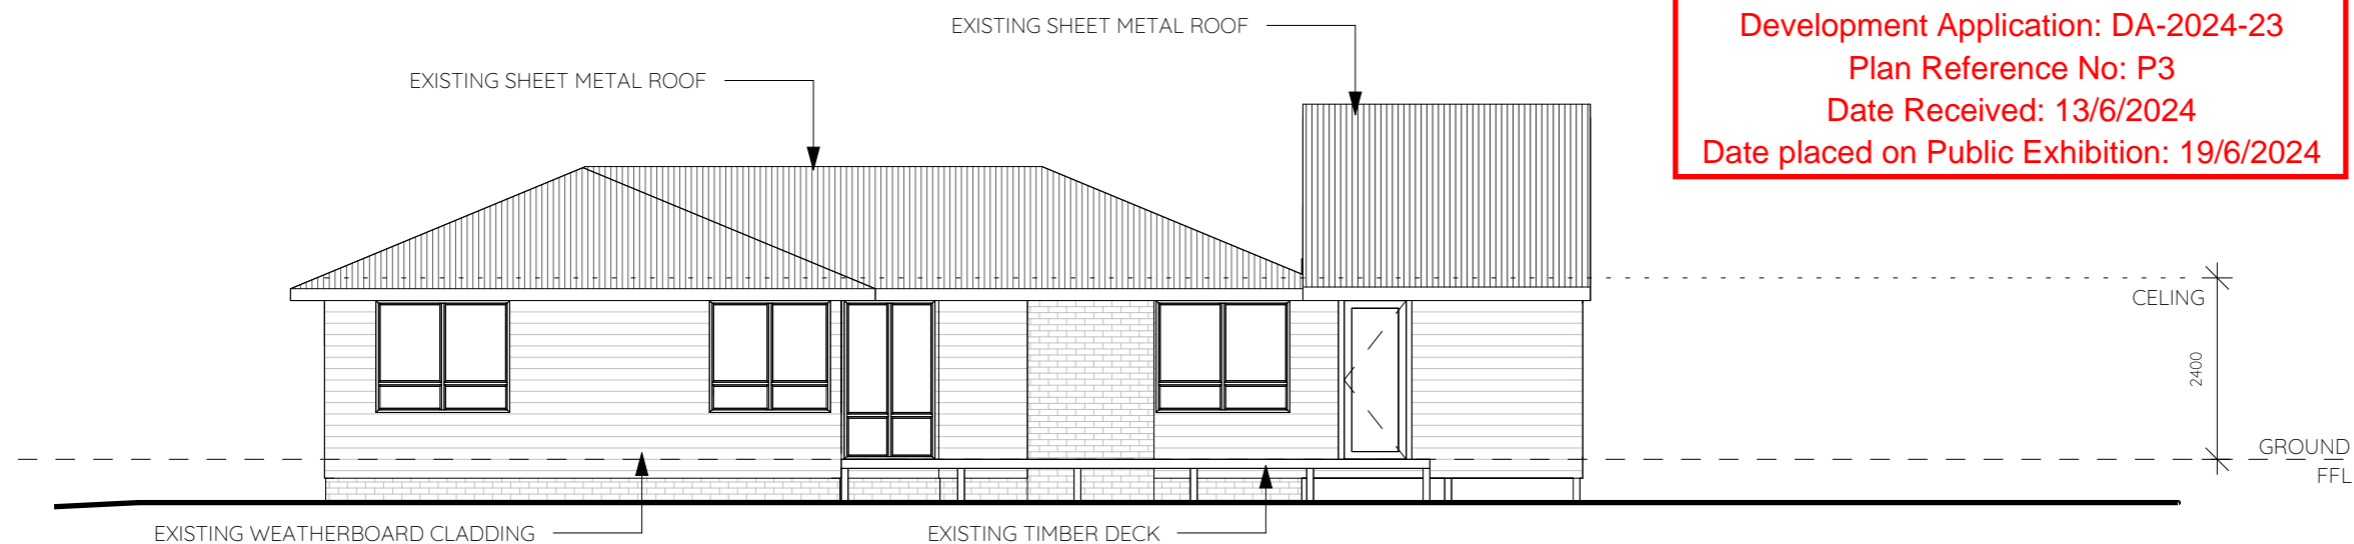 EXISTING SHEET METAL ROOF
Development Application: DA-2024-23
Plan Reference No: P3
Date Received: 13/6/2024
Date placed on Public Exhibition: 19/6/2024
EXISTING SHEET METAL ROOF
CELING
2400
GROUND
FFL
EXISTING WEATHERBOARD CLADDING
EXISTING TIMBER DECK